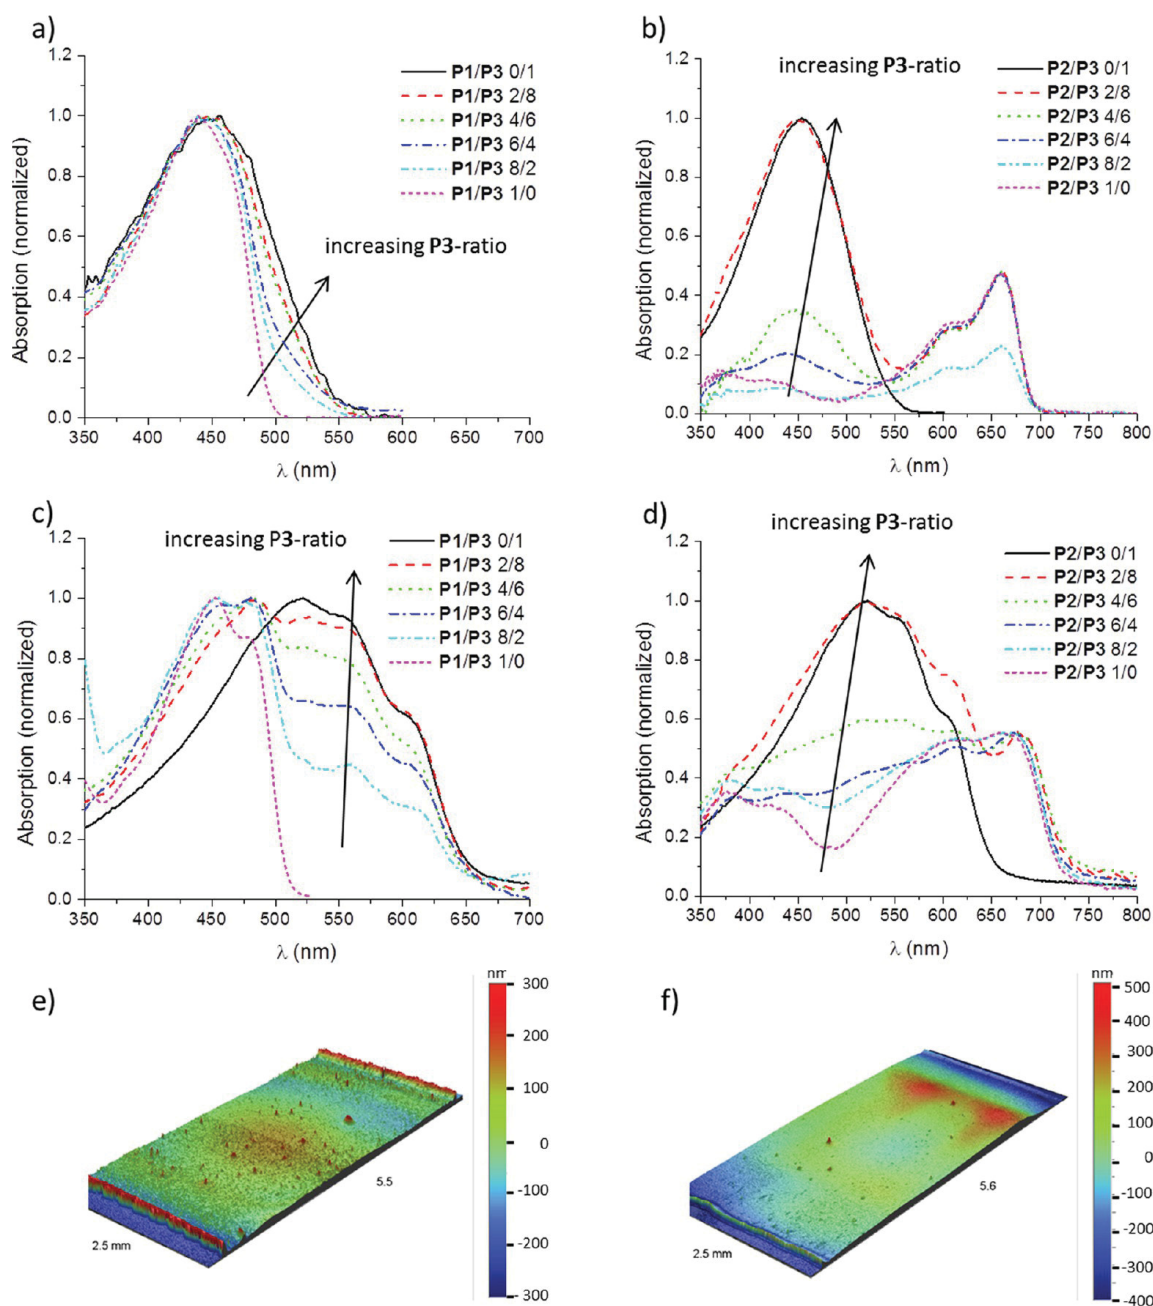 a)
1.2
1.0
0.8
0.6
0.4
0.2
0.0
Absorption (normalized)
P1/P3 0/1
P1/P3 2/8
P1/P3 4/6
P1/P3 6/4
P1/P3 8/2
P1/P3 1/0
increasing P3-ratio
350 400 450 500 550 600 650 700
λ (nm)
b)
1.2
1.0
0.8
0.6
0.4
0.2
0.0
Absorption (normalized)
increasing P3-ratio
P2/P3 0/1
P2/P3 2/8
P2/P3 4/6
P2/P3 6/4
P2/P3 8/2
P2/P3 1/0
350 400 450 500 550 600 650 700 750 800
λ (nm)
c)
1.2
1.0
0.8
0.6
0.4
0.2
0.0
Absorption (normalized)
increasing P3-ratio
P1/P3 0/1
P1/P3 2/8
P1/P3 4/6
P1/P3 6/4
P1/P3 8/2
P1/P3 1/0
350 400 450 500 550 600 650 700
λ (nm)
d)
1.2
1.0
0.8
0.6
0.4
0.2
0.0
Absorption (normalized)
increasing P3-ratio
P2/P3 0/1
P2/P3 2/8
P2/P3 4/6
P2/P3 6/4
P2/P3 8/2
P2/P3 1/0
350 400 450 500 550 600 650 700 750 800
λ (nm)
e)
nm
300
200
100
0
-100
-200
-300
5.5
2.5 mm
f)
nm
500
400
300
200
100
0
-100
-200
-300
-400
5.6
2.5 mm